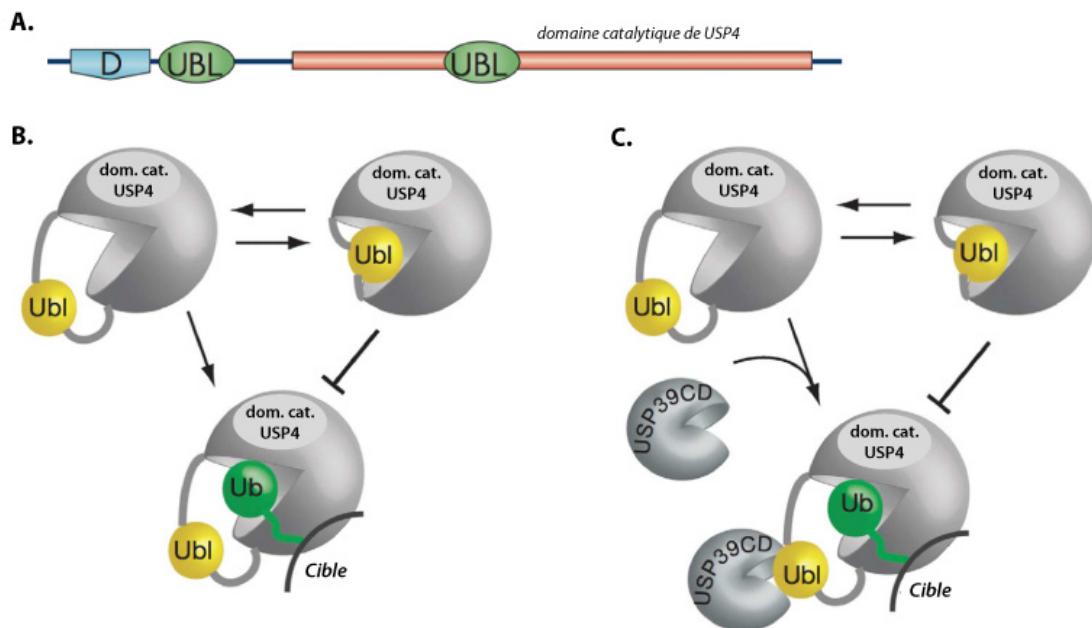 A.
domaine catalytique de USP4
D UBL UBL
B.
dom. cat.
USP4
dom. cat.
USP4
Ubl
Ubl
dom. cat.
USP4
Ub
Ubl
Cible
C.
dom. cat.
USP4
dom. cat.
USP4
Ubl
Ubl
USP39CD
dom. cat.
USP4
Ub
USP39CD
Ubl
Cible